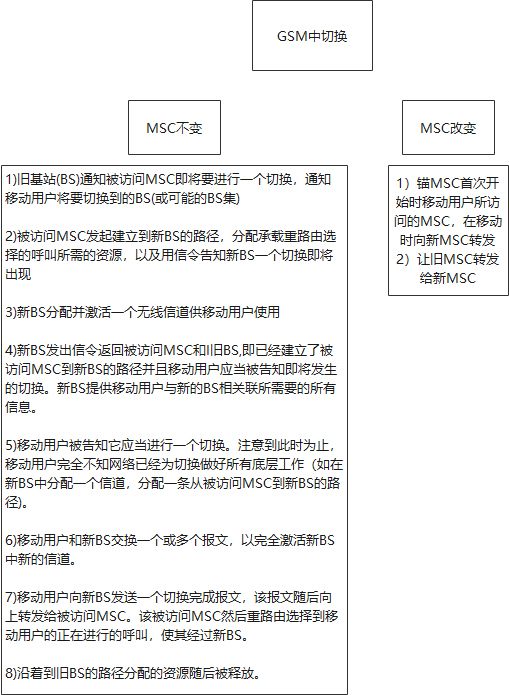 GSM中切换
MSC不变
MSC改变
1)旧基站(BS)通知被访问MSC即将要进行一个切换，通知
移动用户将要切换到的BS(或可能的BS集)
2)被访问MSC发起建立到新BS的路径，分配承载重路由选
择的呼叫所需的资源，以及用信令告知新BS一个切换即将
出现
3)新BS分配并激活一个无线信道供移动用户使用
4)新BS发出信令返回被访问MSC和旧BS,即已经建立了被
访问MSC到新BS的路径并且移动用户应当被告知即将发生
的切换。新BS提供移动用户与新的BS相关联所需要的所有
信息。
5)移动用户被告知它应当进行一个切换。注意到此时为止，
移动用户完全不知网络已经为切换做好所有底层工作（如在
新BS中分配一个信道，分配一条从被访问MSC到新BS的路
径)。
6)移动用户和新BS交换一个或多个报文，以完全激活新BS
中新的信道。
7)移动用户向新BS发送一个切换完成报文，该报文随后向
上转发给被访问MSC。该被访问MSC然后重路由选择到移
动用户的正在进行的呼叫，使其经过新BS。
8)沿着到旧BS的路径分配的资源随后被释放。
1）锚MSC首次开
始时移动用户所访
问的MSC，在移动
时向新MSC转发
2）让旧MSC转发
给新MSC